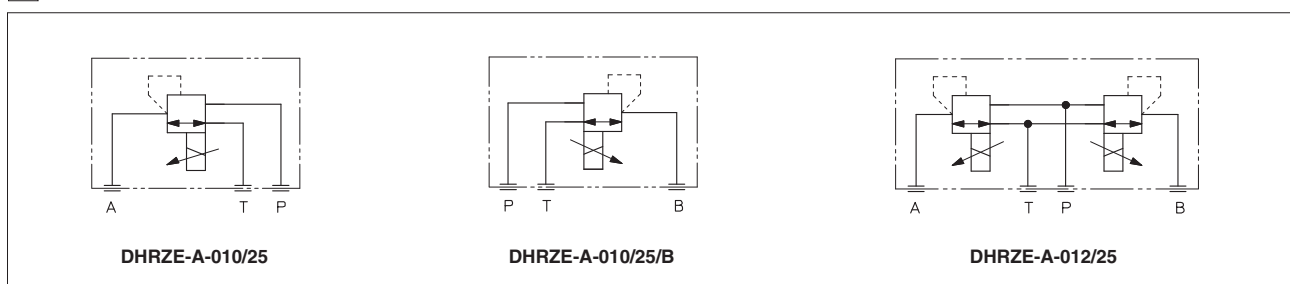 A T P
DHRZE-A-010/25
P T B
DHRZE-A-010/25/B
A T P B
DHRZE-A-012/25